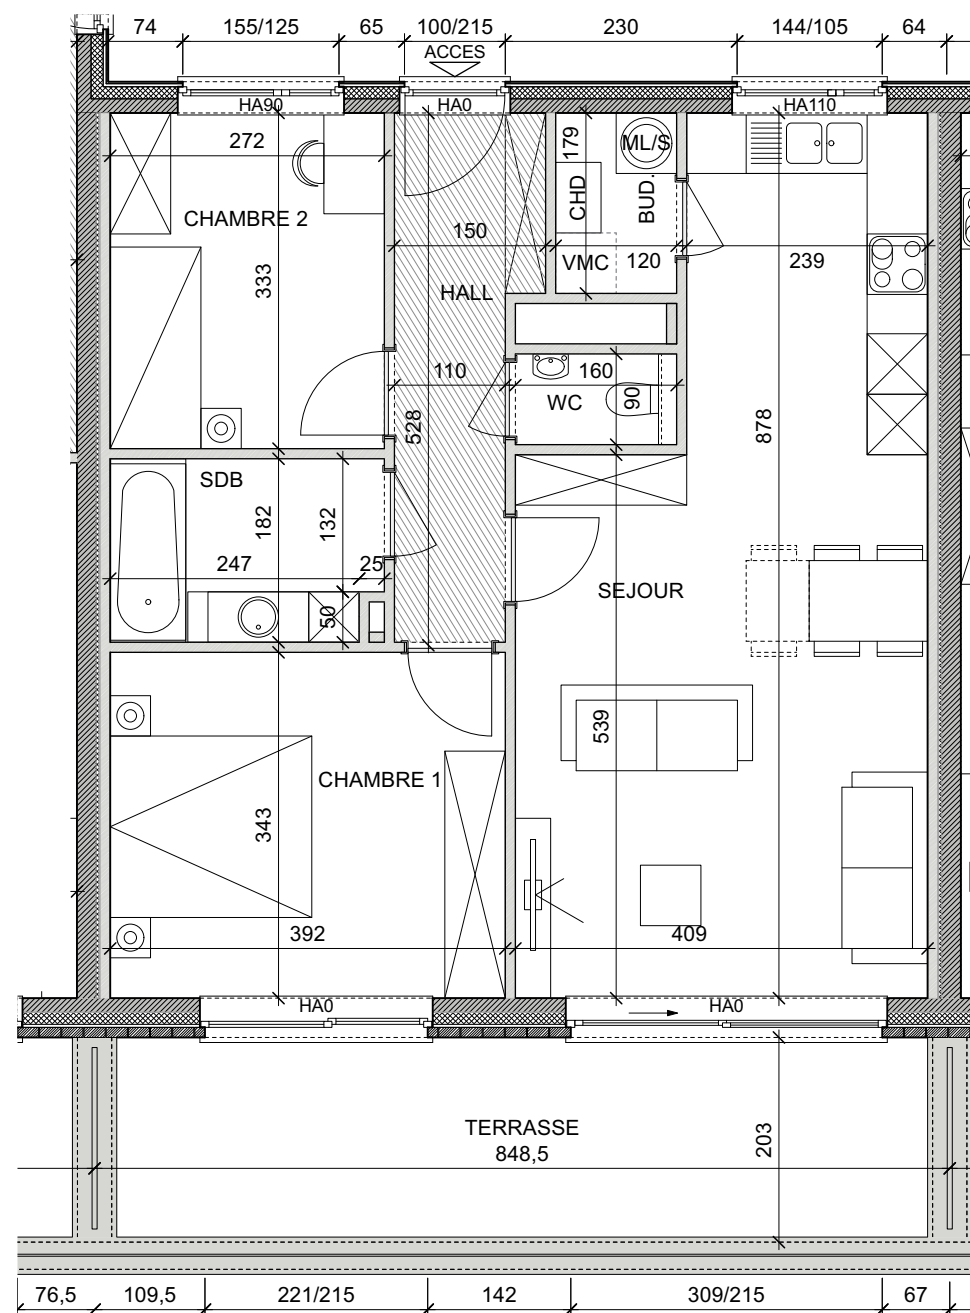 74 155/125 65 100/215 230 144/105 64
ACCES
HA90 HA0 HA110
272 179 ML/S
CHAMBRE 2 CHD BUD.
150
VMC 120 239
333 HALL
110 160
WC 90
528 878
SDB
182 132
247 25
SEJOUR
50
539
CHAMBRE 1
343
392 409
HA0 HA0
TERRASSE
848,5
203
76,5 109,5 221/215 142 309/215 67